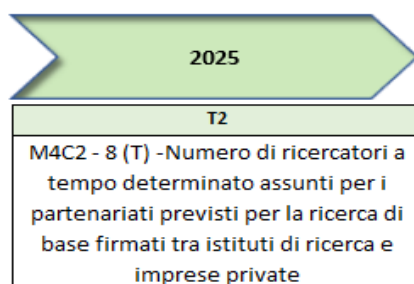 2025
T2
M4C2 - 8 (T) -Numero di ricercatori a
tempo determinato assunti per i
partenariati previsti per la ricerca di
base firmati tra istituti di ricerca e
imprese private